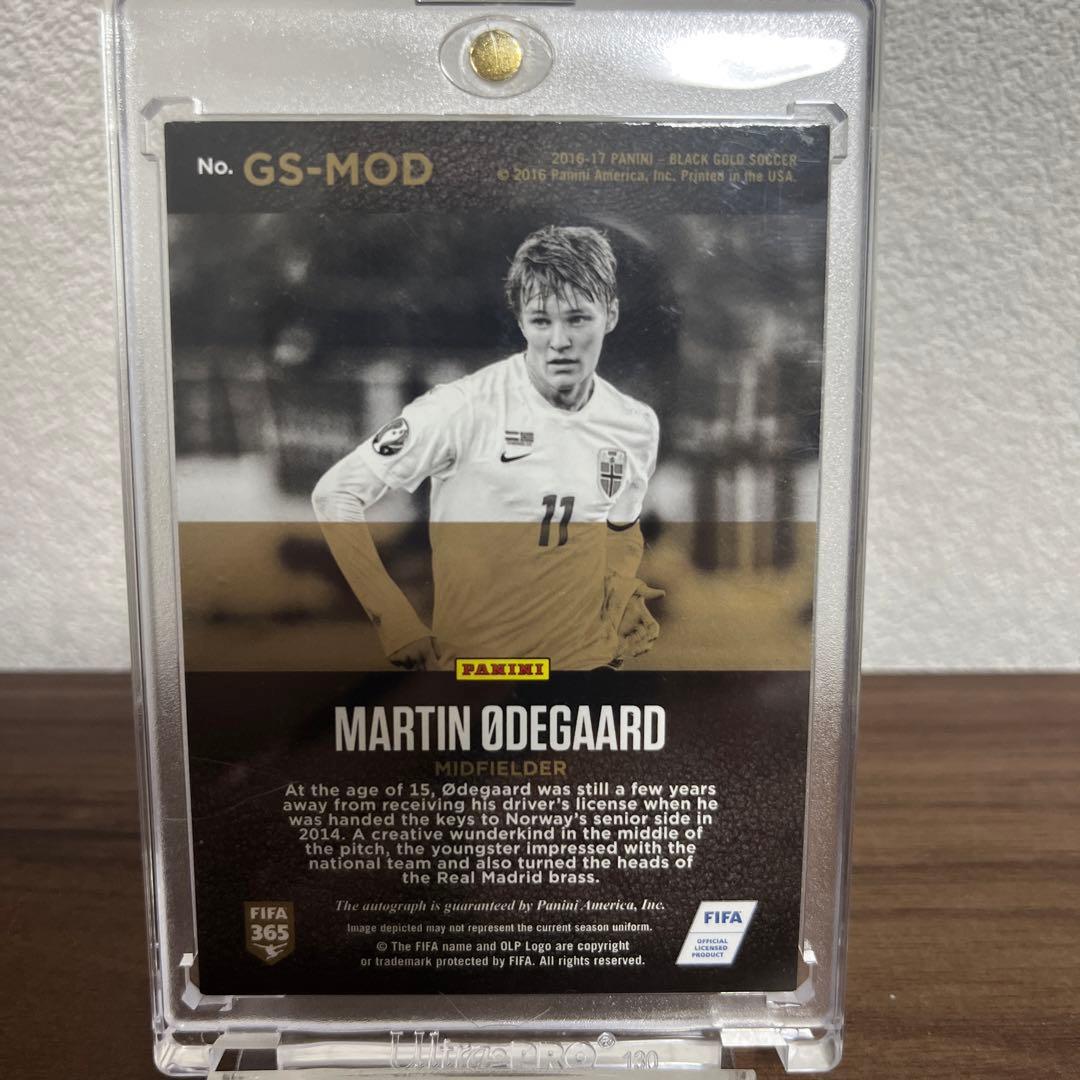 No. GS-MOD
2016-17 PANINI – BLACK GOLD SOCCER
© 2016 Panini America, Inc. Printed in the USA.
11
PANINI
MARTIN ØDEGAARD
MIDFIELDER
At the age of 15, Ødegaard was still a few years
away from receiving his driver's license when he
was handed the keys to Norway's senior side in
2014. A creative wunderkind in the middle of
the pitch, the youngster impressed with the
national team and also turned the heads of
the Real Madrid brass.
The autograph is guaranteed by Panini America, Inc.
Image depicted may not represent the current season uniform.
© The FIFA name and OLP Logo are copyright
or trademark protected by FIFA. All rights reserved.
FIFA
365
FIFA
OFFICIAL
LICENSED
PRODUCT
Ultra-PRO® 130